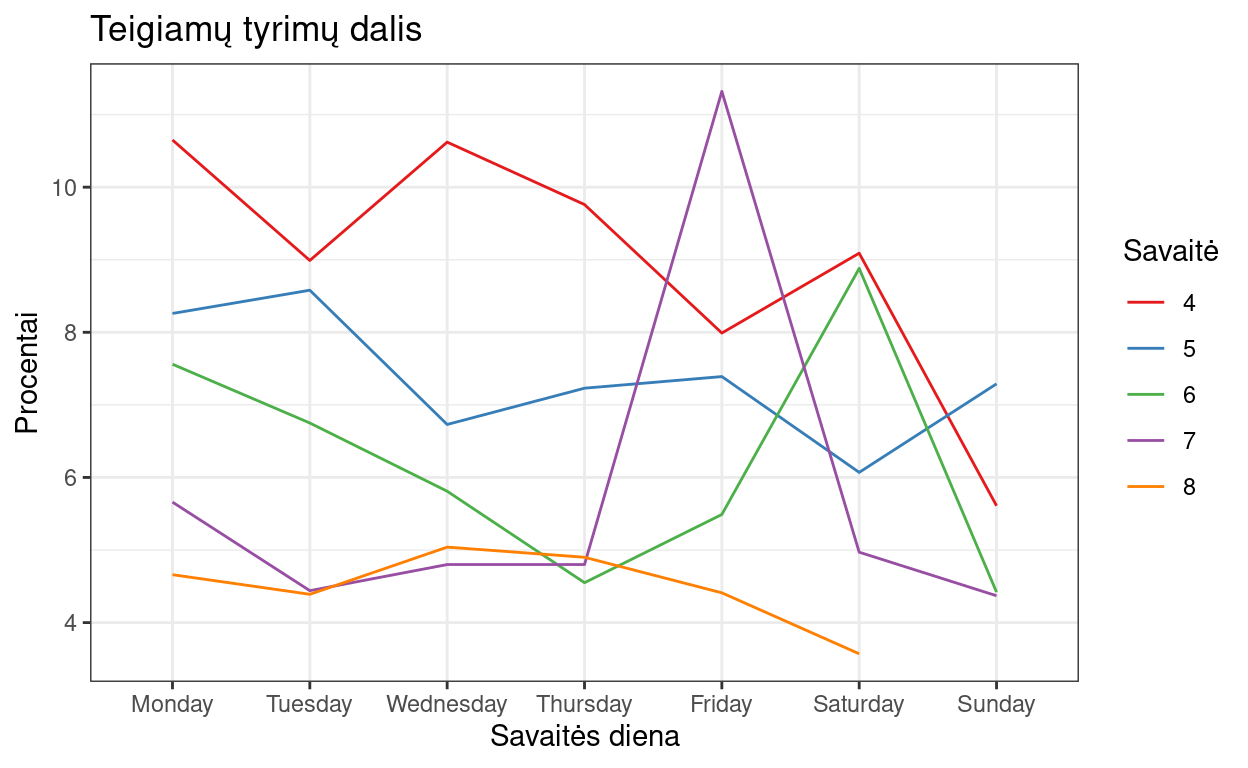 Teigiamų tyrimų dalis
Procentai
10
8
6
4
Monday Tuesday Wednesday Thursday Friday Saturday Sunday
Savaitės diena
Savaitė
4
5
6
7
8